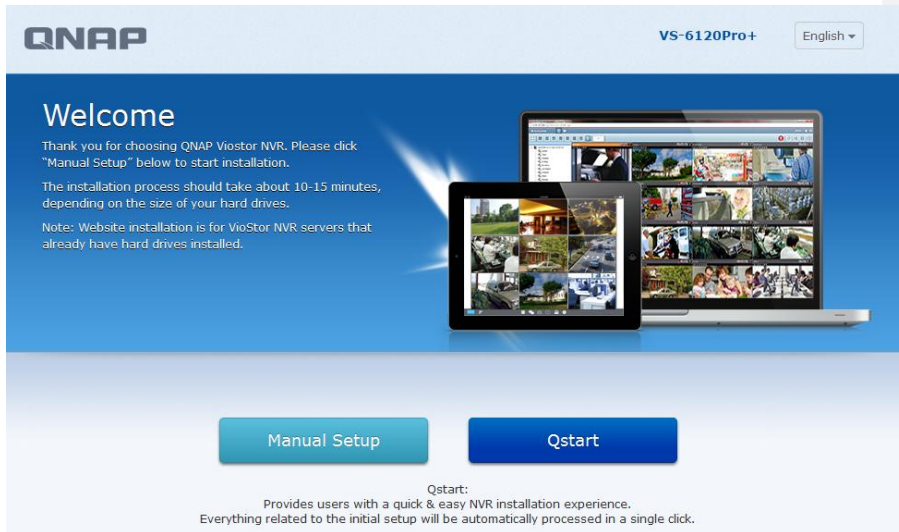 QNAP
VS-6120Pro+
English
Welcome
Thank you for choosing QNAP Viostor NVR. Please click
"Manual Setup" below to start installation.
The installation process should take about 10-15 minutes,
depending on the size of your hard drives.
Note: Website installation is for VioStor NVR servers that
already have hard drives installed.
Manual Setup
Qstart
Qstart:
Provides users with a quick & easy NVR installation experience.
Everything related to the initial setup will be automatically processed in a single click.